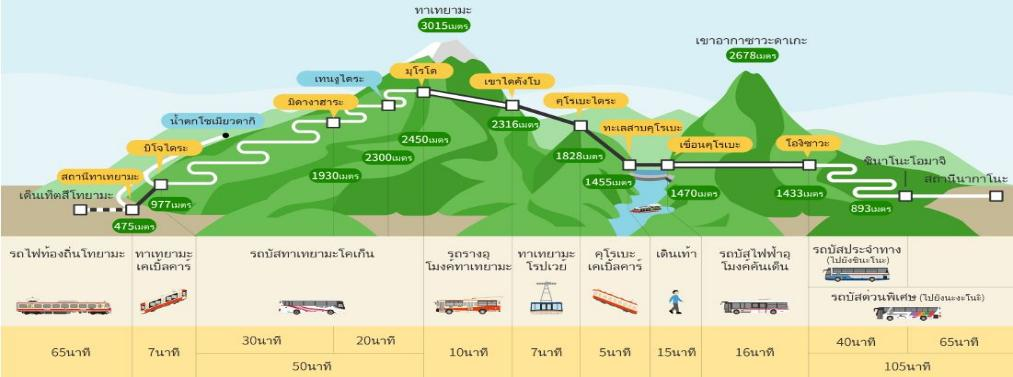 ทาเทยามะ
3015เมตร
เขาอากาซาวะดาเกะ
2678เมตร
เทนงูไดระ
มุโรโด
เขาไดคังโบ
มิดางาฮาระ
คุโรเบะไดระ
น้ำตกโชเมียวดากิ
ทะเลสาบคุโรเบะ
บิโจไดระ
2450เมตร
2316เมตร
เขื่อนคุโรเบะ
โอกิซาวะ
2300เมตร
1828เมตร
ชินาโนะโอมาจิ
สถานีทาเทยามะ
1930เมตร
1455เมตร
1470เมตร
1433เมตร
สถานีนากาโนะ
เด็นเท็ตสึโทยามะ
977เมตร
893เมตร
475เมตร
รถไฟท้องถิ่นโทยามะ
ทาเทยามะ
เคเบิ้ลคาร์
รถบัสทาเทยามะโคเก็น
รถรางอุ
โมงค์ทาเทยามะ
ทาเทยามะ
โรปเวย์
คุโรเบะ
เคเบิ้ลคาร์
เดินเท้า
รถบัสไฟฟ้าอุ
โมงค์คันเด็น
รถบัสประจำทาง
(ไปยังชินะโนะ)
รถบัสด่วนพิเศษ (ไปยังนะงะโนะ)
65นาที
7นาที
30นาที
20นาที
50นาที
10นาที
7นาที
5นาที
15นาที
16นาที
40นาที
65นาที
105นาที